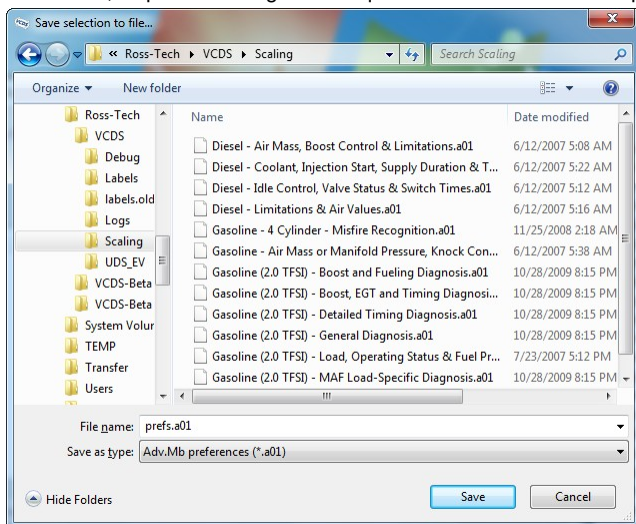 Save selection to file...
« Ross-Tech ▸ VCDS ▸ Scaling
Search Scaling
Organize ▼ New folder
Ross-Tech
VCDS
Debug
Labels
labels.old
Logs
Scaling
UDS_EV
VCDS-Beta
VCDS-Beta
System Volur
TEMP
Transfer
Users
Name Date modified
Diesel - Air Mass, Boost Control & Limitations.a01 6/12/2007 5:08 AM
Diesel - Coolant, Injection Start, Supply Duration & T... 6/12/2007 5:22 AM
Diesel - Idle Control, Valve Status & Switch Times.a01 6/12/2007 5:12 AM
Diesel - Limitations & Air Values.a01 6/12/2007 5:16 AM
Gasoline - 4 Cylinder - Misfire Recognition.a01 11/25/2008 2:18 AM
Gasoline - Air Mass or Manifold Pressure, Knock Con... 6/12/2007 5:38 AM
Gasoline (2.0 TFSI) - Boost and Fueling Diagnosis.a01 10/28/2009 8:15 PM
Gasoline (2.0 TFSI) - Boost, EGT and Timing Diagnosi... 10/28/2009 8:15 PM
Gasoline (2.0 TFSI) - Detailed Timing Diagnosis.a01 10/28/2009 8:15 PM
Gasoline (2.0 TFSI) - General Diagnosis.a01 10/28/2009 8:15 PM
Gasoline (2.0 TFSI) - Load, Operating Status & Fuel Pr... 7/23/2007 5:12 PM
Gasoline (2.0 TFSI) - MAF Load-Specific Diagnosis.a01 10/28/2009 8:15 PM
File name: prefs.a01
Save as type: Adv.Mb preferences (*.a01)
Hide Folders Save Cancel